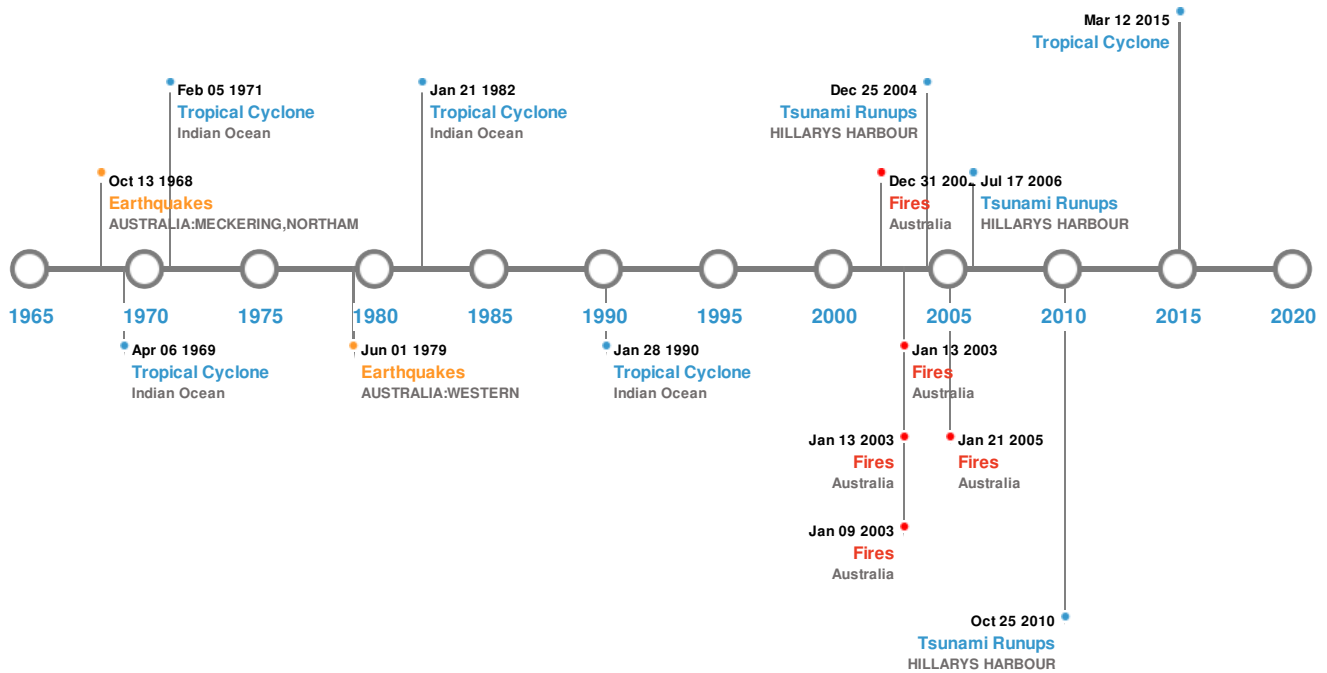 Mar 12 2015
Tropical Cyclone
Feb 05 1971
Tropical Cyclone
Indian Ocean
Jan 21 1982
Tropical Cyclone
Indian Ocean
Dec 25 2004
Tsunami Runups
HILLARYS HARBOUR
Oct 13 1968
Earthquakes
AUSTRALIA:MECKERING,NORTHAM
Dec 31
Fires
Australia
Jul 17 2006
Tsunami Runups
HILLARYS HARBOUR
1965 1970 1975 1980 1985 1990 1995 2000 2005 2010 2015 2020
Apr 06 1969
Tropical Cyclone
Indian Ocean
Jun 01 1979
Earthquakes
AUSTRALIA:WESTERN
Jan 28 1990
Tropical Cyclone
Indian Ocean
Jan 13 2003
Fires
Australia
Jan 13 2003
Fires
Australia
Jan 21 2005
Fires
Australia
Jan 09 2003
Fires
Australia
Oct 25 2010
Tsunami Runups
HILLARYS HARBOUR